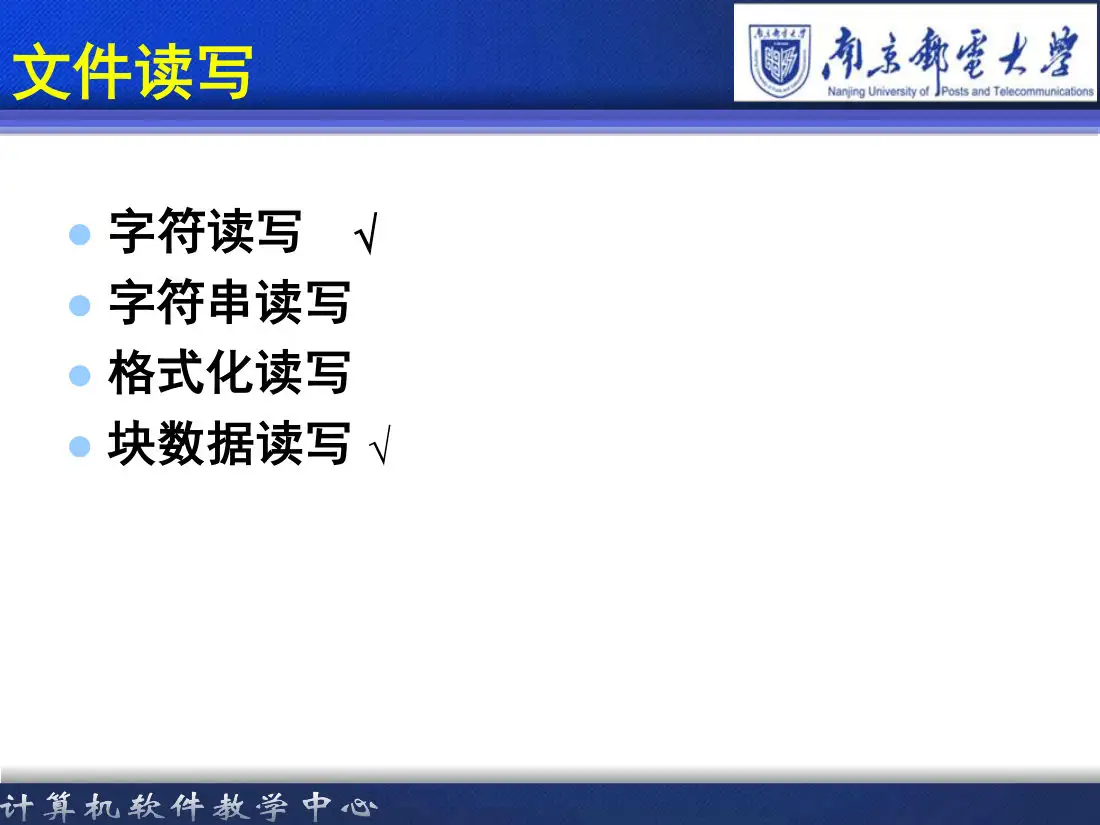 文件读写
南京邮电大学
Nanjing University of Posts and Telecommunications
字符读写 √
字符串读写
格式化读写
块数据读写 √
计算机软件教学中心